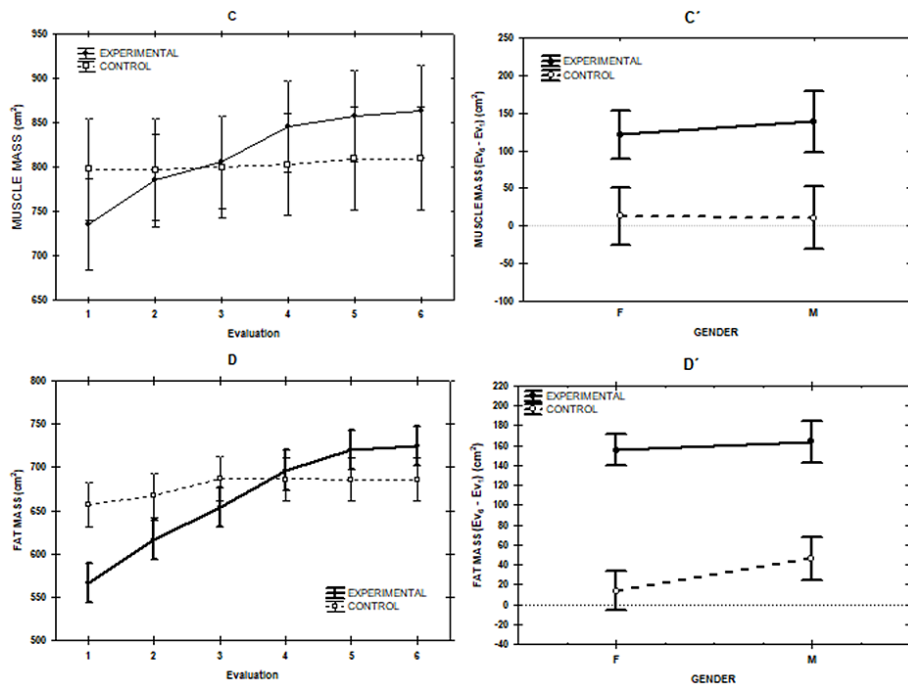 C
EXPERIMENTAL
CONTROL
MUSCLE MASS (cm²)
950
900
850
800
750
700
650
1 2 3 4 5 6
Evaluation
C´
EXPERIMENTAL
CONTROL
MUSCLE MASS (Ev₆ - Ev₁) (cm²)
250
200
150
100
50
0
-50
-100
F M
GENDER
D
FAT MASS (cm²)
800
750
700
650
600
550
500
EXPERIMENTAL
CONTROL
1 2 3 4 5 6
Evaluation
D´
EXPERIMENTAL
CONTROL
FAT MASS (Ev₆ - Ev₁) (cm²)
220
200
180
160
140
120
100
80
60
40
20
0
-20
-40
F M
GENDER